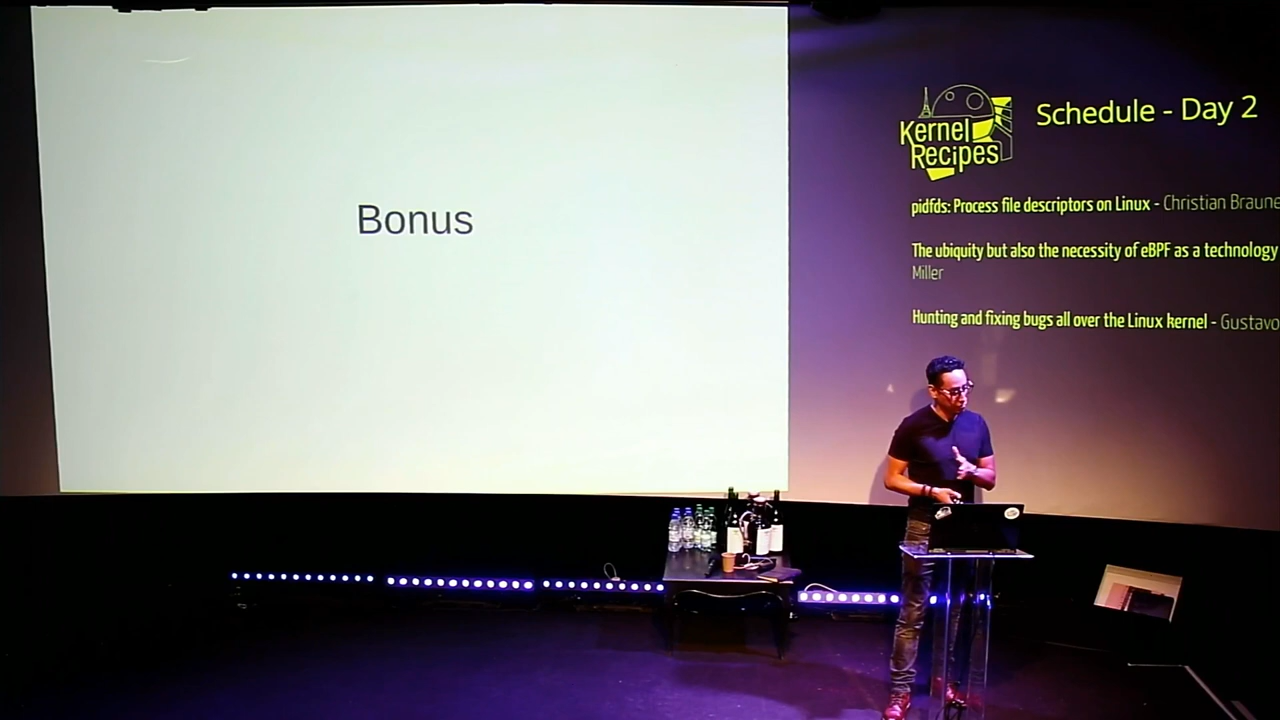 Bonus
Kernel
Recipes
Schedule - Day 2
pidfds: Process file descriptors on Linux - Christian Braune
The ubiquity but also the necessity of eBPF as a technology
Miller
Hunting and fixing bugs all over the Linux kernel - Gustavo